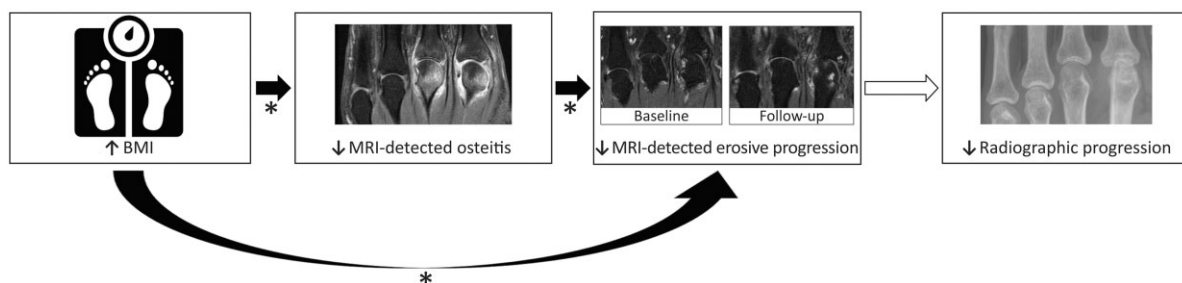 ↑ BMI
*
↓ MRI-detected osteitis
*
Baseline
Follow-up
↓ MRI-detected erosive progression
↓ Radiographic progression
*